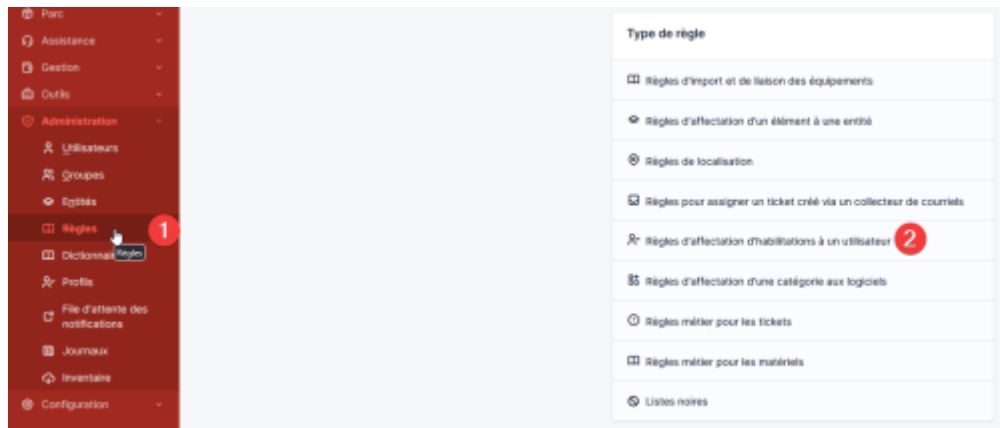 Parc
Assistance
Gestion
Outils
Administration
Utilisateurs
Groupes
Entités
Règles
1
Règles
Dictionnai
Profils
File d'attente des
notifications
Journaux
Inventaire
Configuration
Type de règle
Règles d'import et de liaison des équipements
Règles d'affectation d'un élément à une entité
Règles de localisation
Règles pour assigner un ticket créé via un collecteur de courriels
Règles d'affectation d'habilitations à un utilisateur 2
Règles d'affectation d'une catégorie aux logiciels
Règles métier pour les tickets
Règles métier pour les matériels
Listes noires